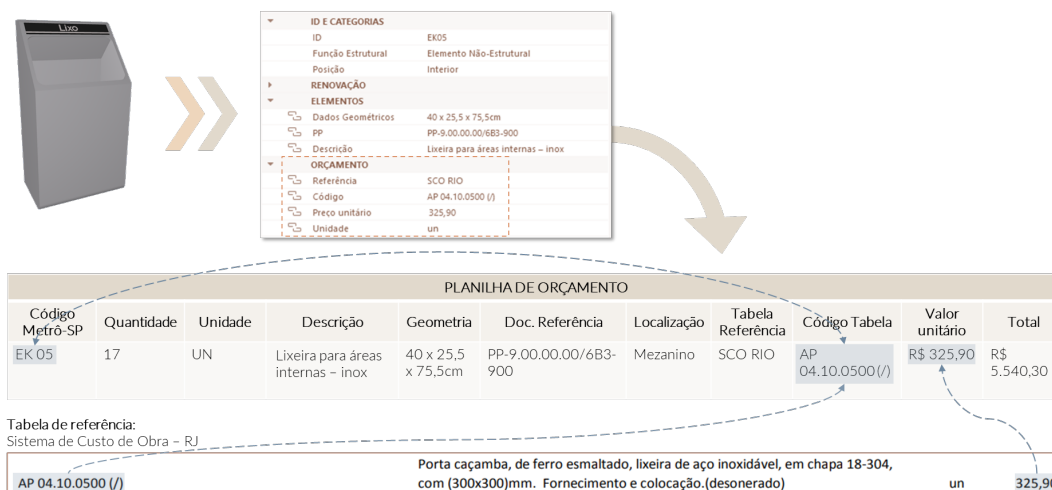 Lixo
ID E CATEGORIAS
ID EK05
Função Estrutural Elemento Não-Estrutural
Posição Interior
RENOVAÇÃO
ELEMENTOS
Dados Geométricos 40 x 25,5 x 75,5cm
PP PP-9.00.00.00/6B3-900
Descrição Lixeira para áreas internas – inox
ORÇAMENTO
Referência SCO RIO
Código AP 04.10.0500 (/)
Preço unitário 325,90
Unidade un
PLANILHA DE ORÇAMENTO
Código Metrô-SP Quantidade Unidade Descrição Geometria Doc. Referência Localização Tabela Referência Código Tabela Valor unitário Total
EK 05 17 UN Lixeira para áreas 40 x 25,5 PP-9.00.00.00/6B3- Mezanino SCO RIO AP R$ 325,90 R$
internas – inox x 75,5cm 900 04.10.0500 (/) 5.540,30
Tabela de referência:
Sistema de Custo de Obra – RJ
Porta caçamba, de ferro esmaltado, lixeira de aço inoxidável, em chapa 18-304,
AP 04.10.0500 (/) com (300x300)mm. Fornecimento e colocação.(desonerado) un 325,90